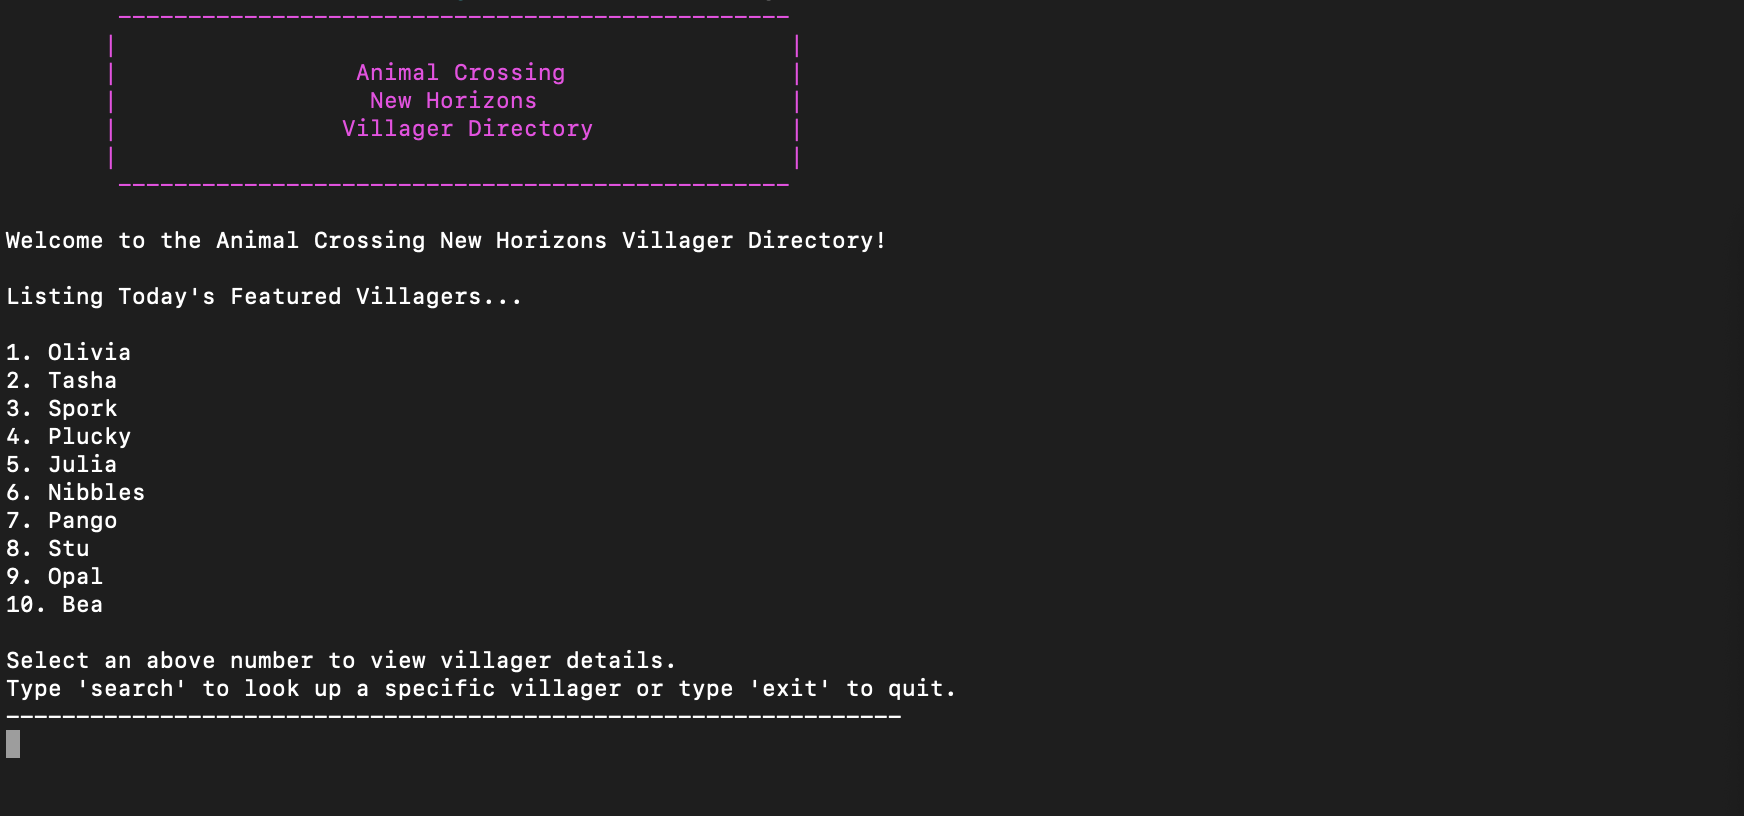 Animal Crossing
New Horizons
Villager Directory
Welcome to the Animal Crossing New Horizons Villager Directory!
Listing Today's Featured Villagers...
1. Olivia
2. Tasha
3. Spork
4. Plucky
5. Julia
6. Nibbles
7. Pango
8. Stu
9. Opal
10. Bea
Select an above number to view villager details.
Type 'search' to look up a specific villager or type 'exit' to quit.